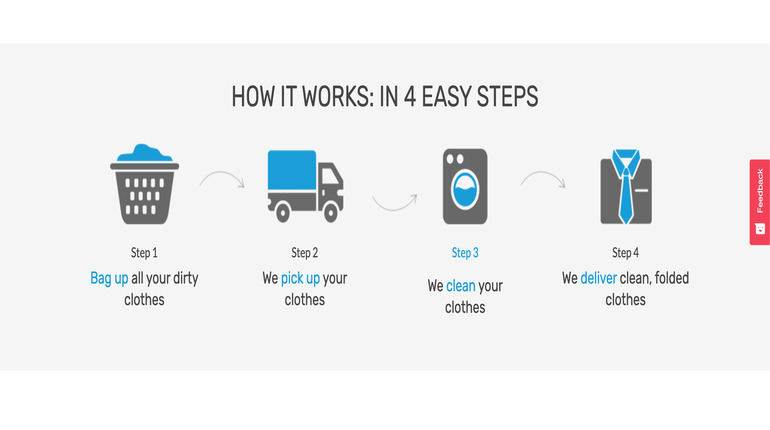 HOW IT WORKS: IN 4 EASY STEPS
Step 1
Bag up all your dirty
clothes
Step 2
We pick up your
clothes
Step 3
We clean your
clothes
Step 4
We deliver clean, folded
clothes
Feedback